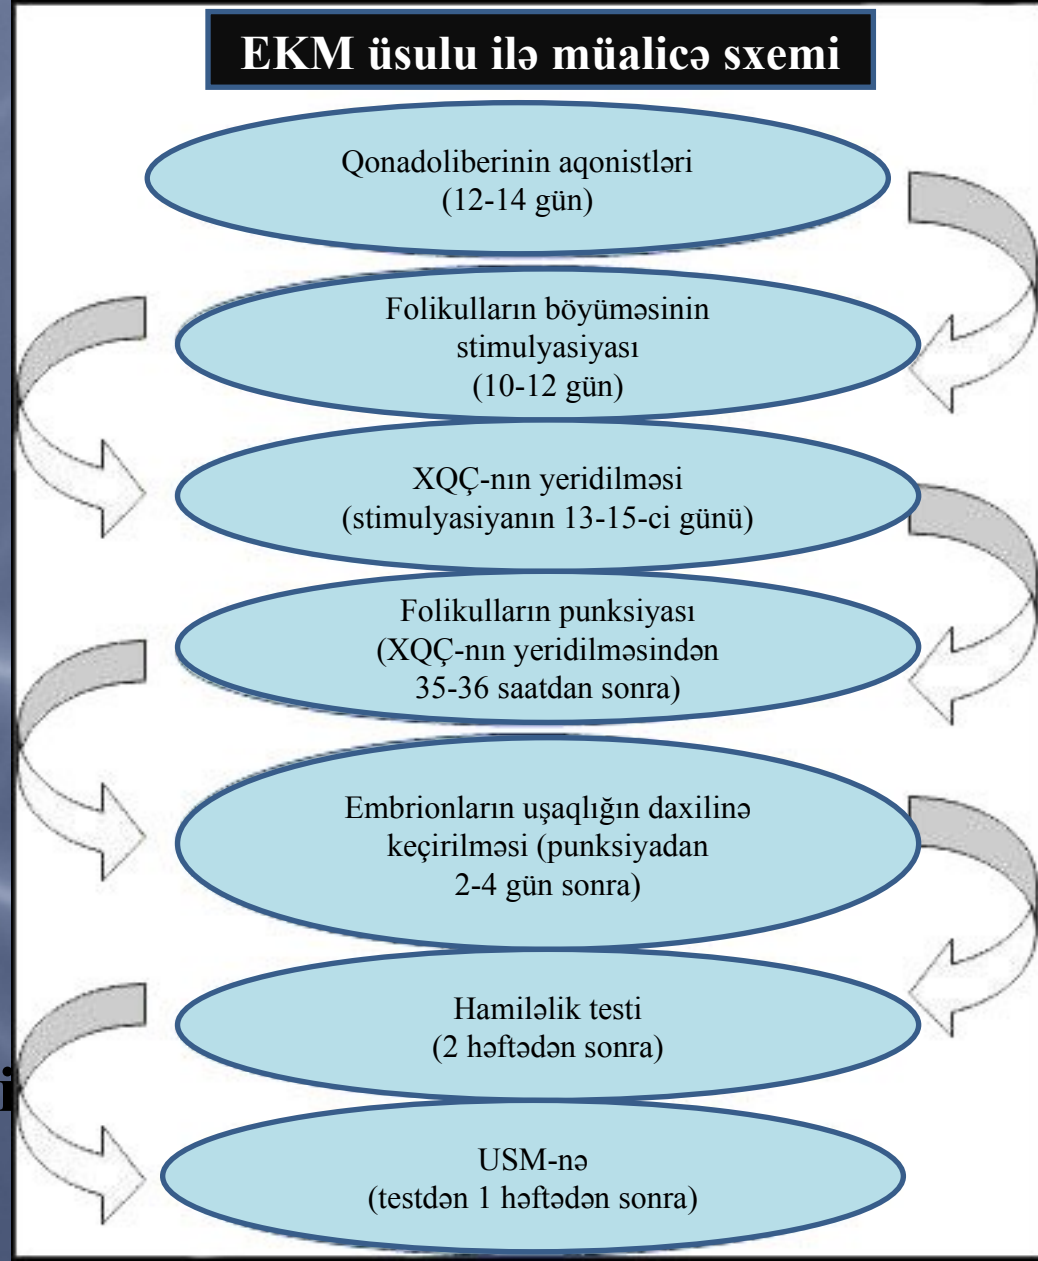 EKM üsulu ilə müalicə sxemi
Qonadoliberinin aqonistləri
(12-14 gün)
Folikulların böyüməsinin
stimulyasiyası
(10-12 gün)
XQÇ-nın yeridilməsi
(stimulyasiyanın 13-15-ci günü)
Folikulların punksiyası
(XQÇ-nın yeridilməsindən
35-36 saatdan sonra)
Embrionların uşaqlığın daxilinə
keçirilməsi (punksiyadan
2-4 gün sonra)
Hamiləlik testi
(2 həftədən sonra)
i
USM-nə
(testdən 1 həftədən sonra)